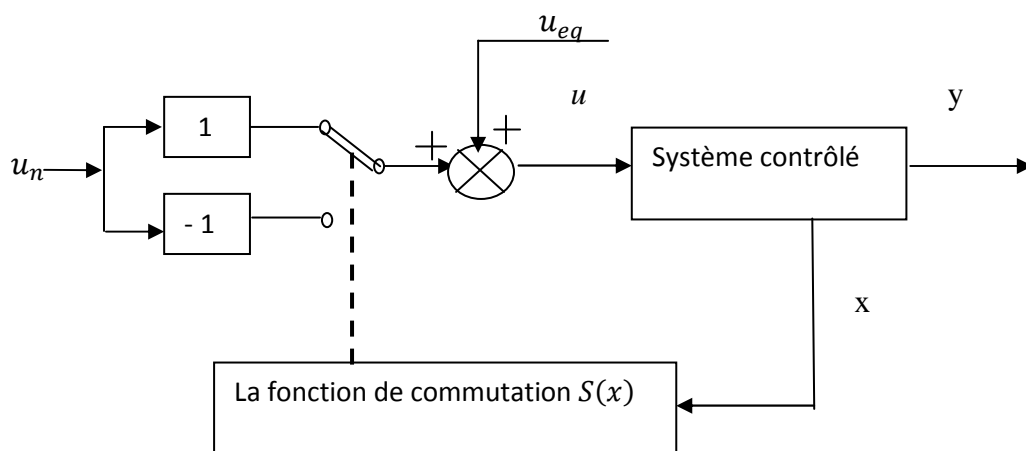 u_eq
u
y
1
+
+
Système contrôlé
u_n
- 1
x
La fonction de commutation S(x)